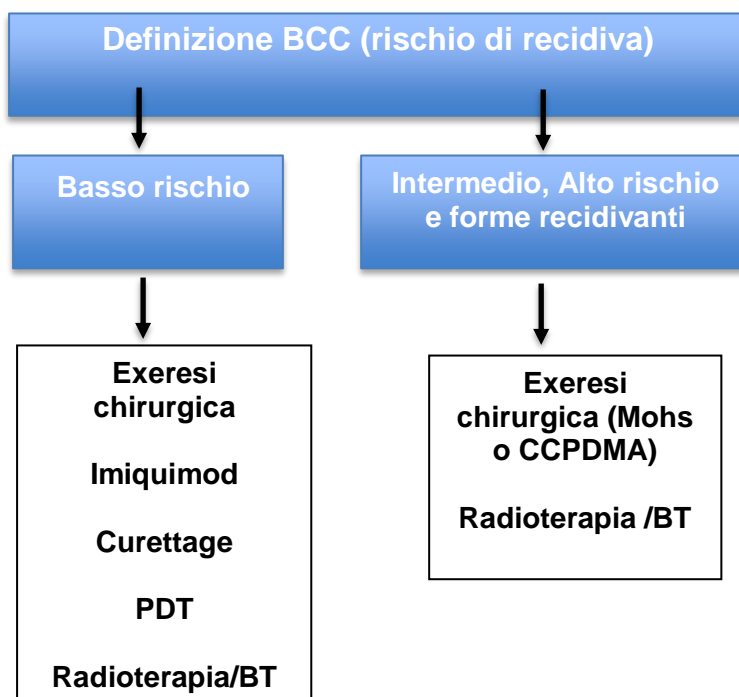 Definizione BCC (rischio di recidiva)
Basso rischio
Intermedio, Alto rischio
e forme recidivanti
Exeresi
chirurgica
Imiquimod
Curettage
PDT
Radioterapia/BT
Exeresi
chirurgica (Mohs
o CCPDMA)
Radioterapia /BT